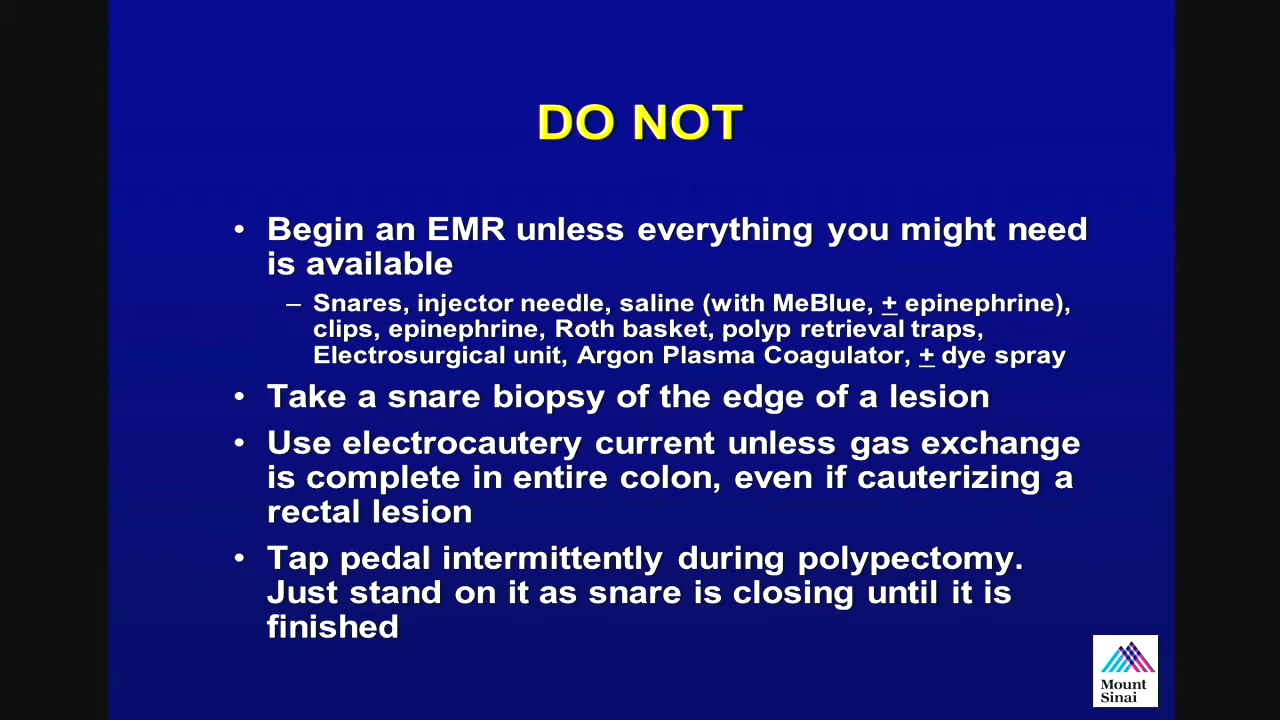 DO NOT
• Begin an EMR unless everything you might need
is available
– Snares, injector needle, saline (with MeBlue, ± epinephrine),
clips, epinephrine, Roth basket, polyp retrieval traps,
Electrosurgical unit, Argon Plasma Coagulator, ± dye spray
• Take a snare biopsy of the edge of a lesion
• Use electrocautery current unless gas exchange
is complete in entire colon, even if cauterizing a
rectal lesion
• Tap pedal intermittently during polypectomy.
Just stand on it as snare is closing until it is
finished
Mount
Sinai